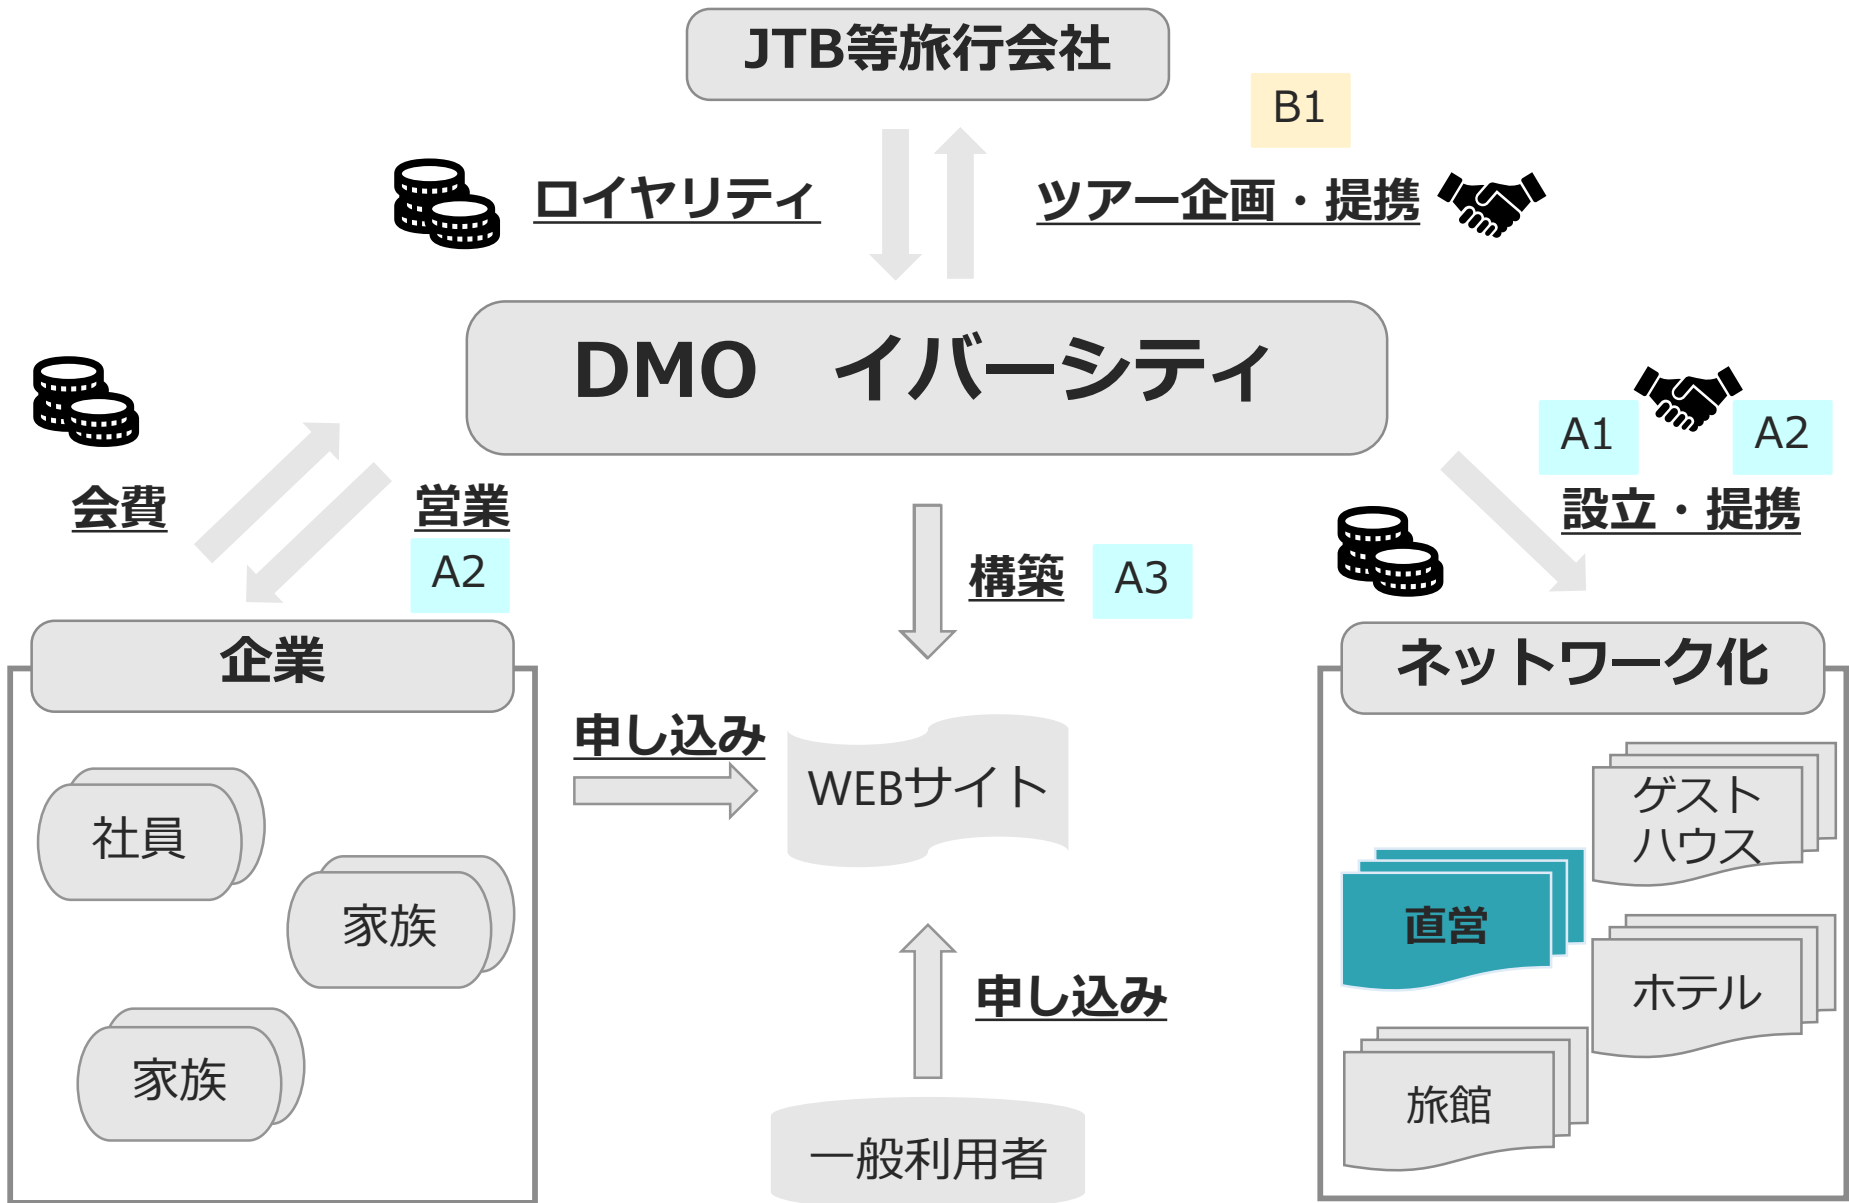 JTB等旅行会社
B1
ロイヤリティ
ツアー企画・提携
DMO　イバーシティ
A1
A2
会費
営業
設立・提携
A2
構築
A3
企業
ネットワーク化
申し込み
WEBサイト
社員
家族
家族
ゲスト
ハウス
直営
ホテル
旅館
申し込み
一般利用者